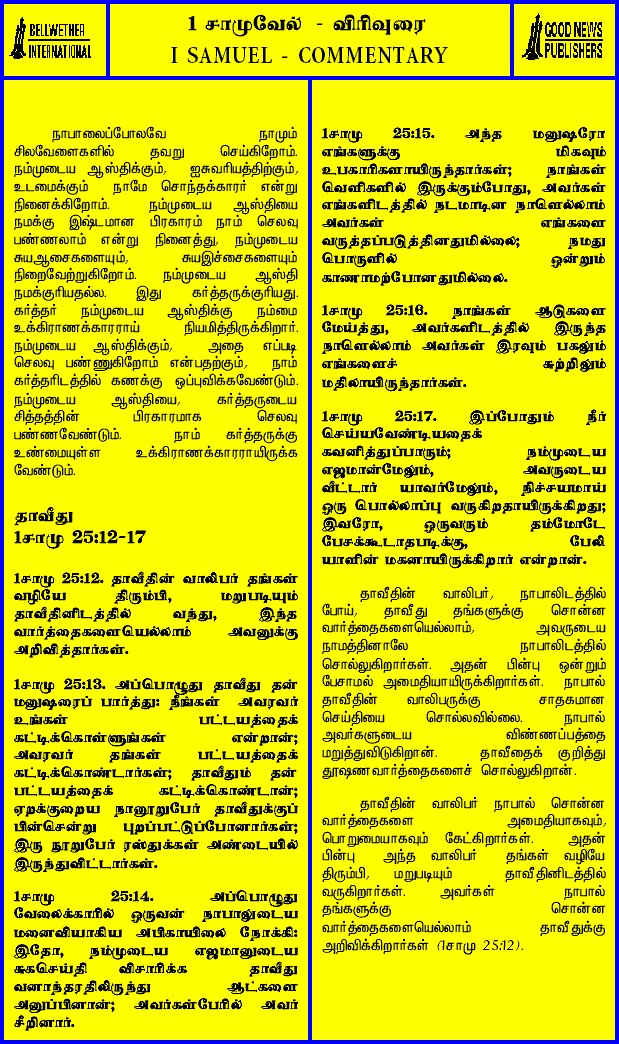 BELLWETHER
INTERNATIONAL
1 சாமுவேல் - விரிவுரை
I SAMUEL - COMMENTARY
GOOD NEWS
PUBLISHERS
நாபாலைப்போலவே நாமும்
சிலவேளைகளில் தவறு செய்கிறோம்.
நம்முடைய ஆஸ்திக்கும், ஐசுவரியத்திற்கும்,
உடமைக்கும் நாமே சொந்தக்காரர் என்று
நினைக்கிறோம். நம்முடைய ஆஸ்தியை
நமக்கு இஷ்டமான பிரகாரம் நாம் செலவு
பண்ணலாம் என்று நினைத்து, நம்முடைய
சுயஆசைகளையும், சுயஇச்சைகளையும்
நிறைவேற்றுகிறோம். நம்முடைய ஆஸ்தி
நமக்குரியதல்ல. இது கர்த்தருக்குரியது.
கர்த்தர் நம்முடைய ஆஸ்திக்கு நம்மை
உக்கிராணக்காரராய் நியமித்திருக்கிறார்.
நம்முடைய ஆஸ்திக்கும், அதை எப்படி
செலவு பண்ணுகிறோம் என்பதற்கும், நாம்
கர்த்தரிடத்தில் கணக்கு ஒப்புவிக்கவேண்டும்.
நம்முடைய ஆஸ்தியை, கர்த்தருடைய
சித்தத்தின் பிரகாரமாக செலவு
பண்ணவேண்டும். நாம் கர்த்தருக்கு
உண்மையுள்ள உக்கிராணக்காரராயிருக்க
வேண்டும்.
தாவீது
1சாமு 25:12-17
1சாமு 25:12. தாவீதின் வாலிபர் தங்கள்
வழியே திரும்பி, மறுபடியும்
தாவீதினிடத்தில் வந்து, இந்த
வார்த்தைகளையெல்லாம் அவனுக்கு
அறிவித்தார்கள்.
1சாமு 25:13. அப்பொழுது தாவீது தன்
மனுஷரைப் பார்த்து: நீங்கள் அவரவர்
உங்கள் பட்டயத்தைக்
கட்டிக்கொள்ளுங்கள் என்றான்;
அவரவர் தங்கள் பட்டயத்தைக்
கட்டிக்கொண்டார்கள்; தாவீதும் தன்
பட்டயத்தைக் கட்டிக்கொண்டான்;
ஏறக்குறைய நானூறுபேர் தாவீதுக்குப்
பின்சென்று புறப்பட்டுப்போனார்கள்;
இரு நூறுபேர் ரஸ்துக்கள் அண்டையில்
இருந்துவிட்டார்கள்.
1சாமு 25:14. அப்பொழுது
வேலைக்காரில் ஒருவன் நாபாலுடைய
மனைவியாகிய அபிகாயிலை நோக்கி:
இதோ, நம்முடைய எஜமானுடைய
சுகசெய்தி விசாரிக்க தாவீது
வனாந்தரத்திலிருந்து ஆட்களை
அனுப்பினான்; அவர்கள்பேரில் அவர்
சீறினார்.
1சாமு 25:15. அந்த மனுஷரோ
எங்களுக்கு மிகவும்
உபகாரிகளாயிருந்தார்கள்; நாங்கள்
வெளிகளில் இருக்கும்போது, அவர்கள்
எங்களிடத்தில் நடமாடின நாளெல்லாம்
அவர்கள் எங்களை
வருத்தப்படுத்தினதுமில்லை; நமது
பொருளில் ஒன்றும்
காணாமற்போனதுமில்லை.
1சாமு 25:16. நாங்கள் ஆடுகளை
மேய்த்து, அவர்களிடத்தில் இருந்த
நாளெல்லாம் அவர்கள் இரவும் பகலும்
எங்களைச் சுற்றிலும்
மதிலாயிருந்தார்கள்.
1சாமு 25:17. இப்போதும் நீர்
செய்யவேண்டியதைக்
கவனித்துப்பாரும்; நம்முடைய
எஜமான்மேலும், அவருடைய
வீட்டார் யாவர்மேலும், நிச்சயமாய்
ஒரு பொல்லாப்பு வருகிறதாயிருக்கிறது;
இவரோ, ஒருவரும் தம்மோடே
பேசக்கூடாதபடிக்கு, பேலி
யாளின் மகனாயிருக்கிறார் என்றான்.
தாவீதின் வாலிபர், நாபாலிடத்தில்
போய், தாவீது தங்களுக்கு சொன்ன
வார்த்தைகளையெல்லாம், அவருடைய
நாமத்தினாலே நாபாலிடத்தில்
சொல்லுகிறார்கள். அதன் பின்பு ஒன்றும்
பேசாமல் அமைதியாயிருக்கிறார்கள். நாபால்
தாவீதின் வாலிபருக்கு சாதகமான
செய்தியை சொல்லவில்லை. நாபால்
அவர்களுடைய விண்ணப்பத்தை
மறுத்துவிடுகிறான். தாவீதைக் குறித்து
தூஷணவார்த்தைகளைச் சொல்லுகிறான்.
தாவீதின் வாலிபர் நாபால் சொன்ன
வார்த்தைகளை அமைதியாகவும்,
பொறுமையாகவும் கேட்கிறார்கள். அதன்
பின்பு அந்த வாலிபர் தங்கள் வழியே
திரும்பி, மறுபடியும் தாவீதினிடத்தில்
வருகிறார்கள். அவர்கள் நாபால்
தங்களுக்கு சொன்ன
வார்த்தைகளையெல்லாம் தாவீதுக்கு
அறிவிக்கிறார்கள் (1சாமு 25:12).